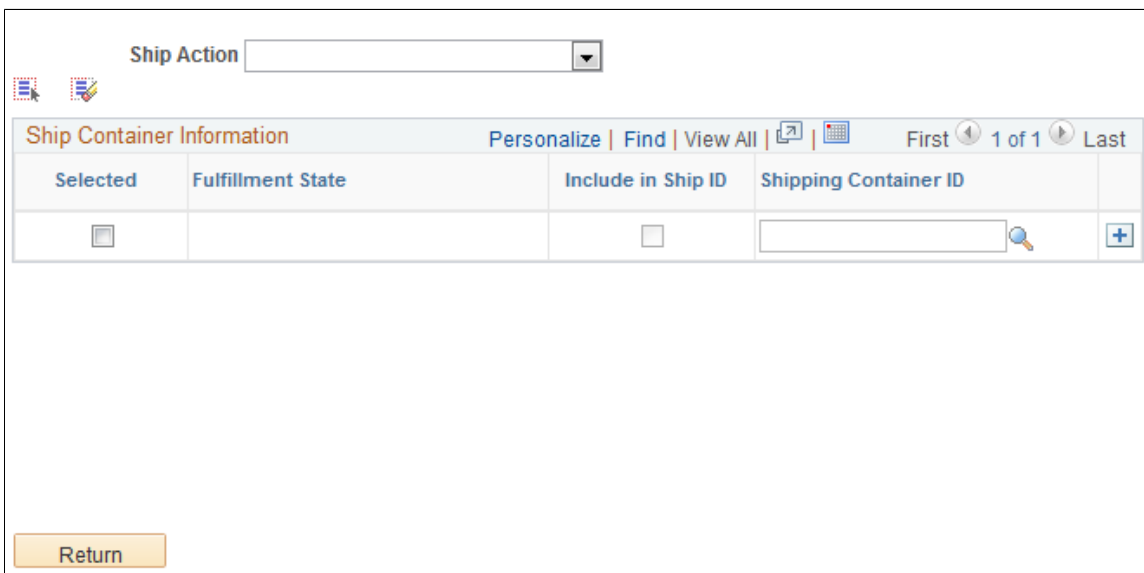 Ship Action
Ship Container Information Personalize | Find | View All | | First 1 of 1 Last
Selected Fulfillment State Include in Ship ID Shipping Container ID
Return